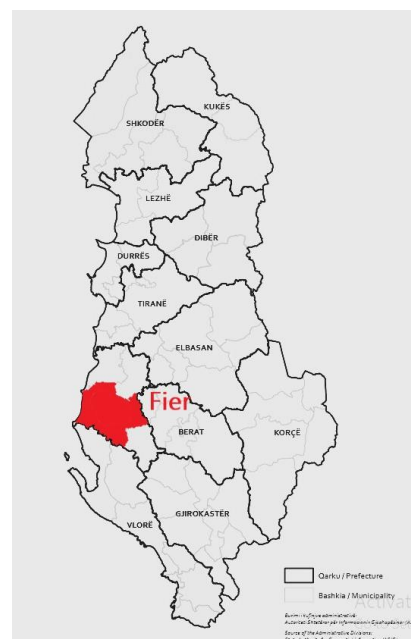 KUKËS
SHKODËR
LEZHË
DIBËR
DURRËS
TIRANË
ELBASAN
Fier
BERAT
KORÇË
GJIROKASTËR
VLORË
Qarku / Prefecture
Bashkia / Municipality
Activat
Source of the Administrative Divisions: